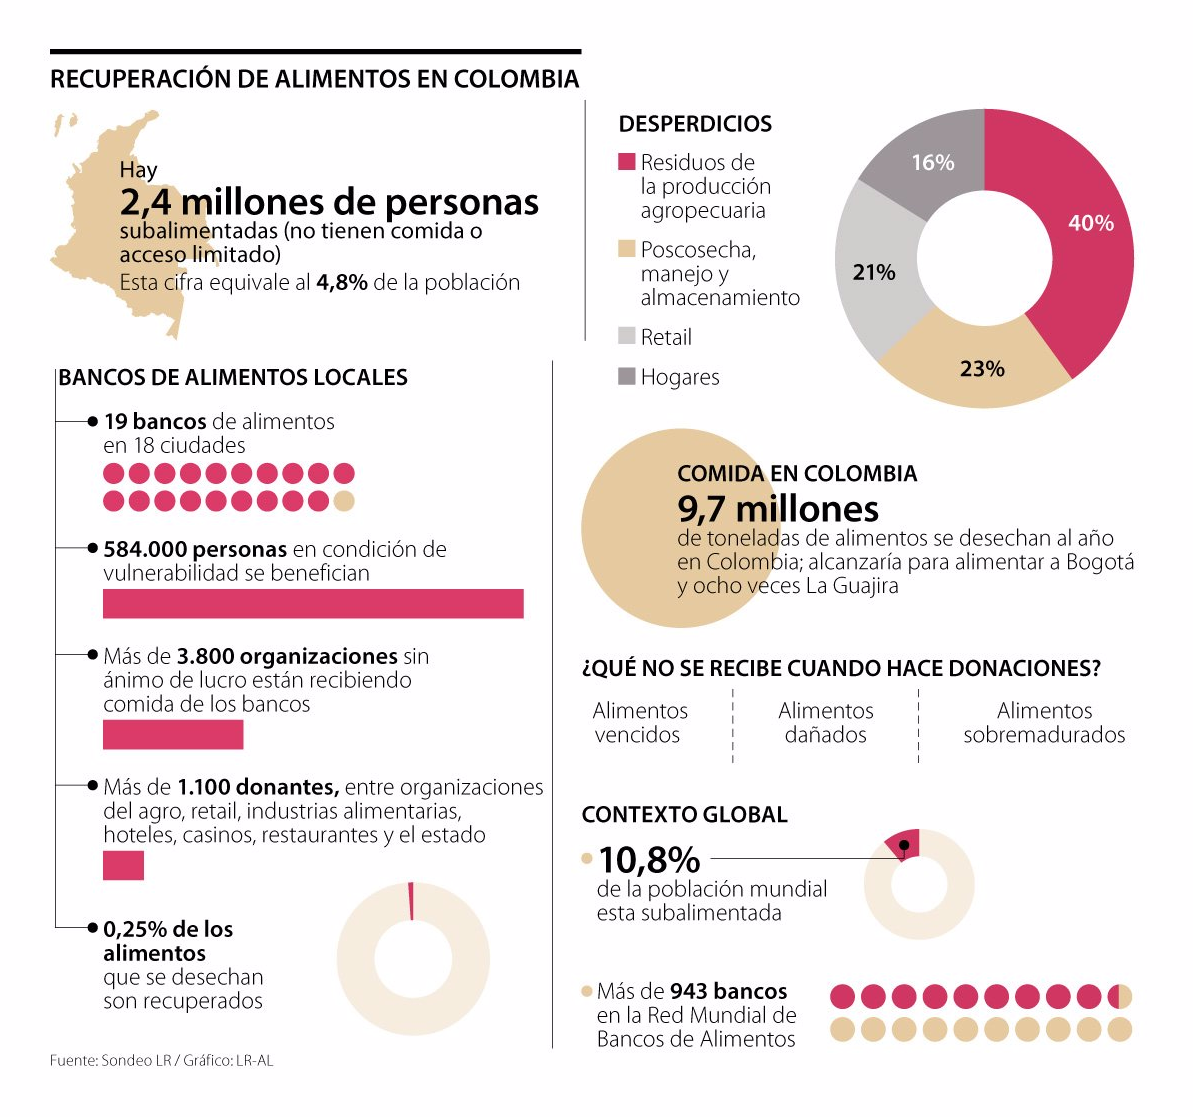 RECUPERACIÓN DE ALIMENTOS EN COLOMBIA
Hay
2,4 millones de personas
subalimentadas (no tienen comida o
acceso limitado)
Esta cifra equivale al 4,8% de la población
DESPERDICIOS
Residuos de
la producción
agropecuaria
Poscosecha,
manejo y
almacenamiento
Retail
Hogares
16%
40%
21%
23%
BANCOS DE ALIMENTOS LOCALES
19 bancos de alimentos
en 18 ciudades
584.000 personas en condición de
vulnerabilidad se benefician
Más de 3.800 organizaciones sin
ánimo de lucro están recibiendo
comida de los bancos
Más de 1.100 donantes, entre organizaciones
del agro, retail, industrias alimentarias,
hoteles, casinos, restaurantes y el estado
0,25% de los
alimentos
que se desechan
son recuperados
COMIDA EN COLOMBIA
9,7 millones
de toneladas de alimentos se desechan al año
en Colombia; alcanzaría para alimentar a Bogotá
y ocho veces La Guajira
¿QUÉ NO SE RECIBE CUANDO HACE DONACIONES?
Alimentos
vencidos
Alimentos
dañados
Alimentos
sobremadurados
CONTEXTO GLOBAL
10,8%
de la población mundial
esta subalimentada
Más de 943 bancos
en la Red Mundial de
Bancos de Alimentos
Fuente: Sondeo LR / Gráfico: LR-AL